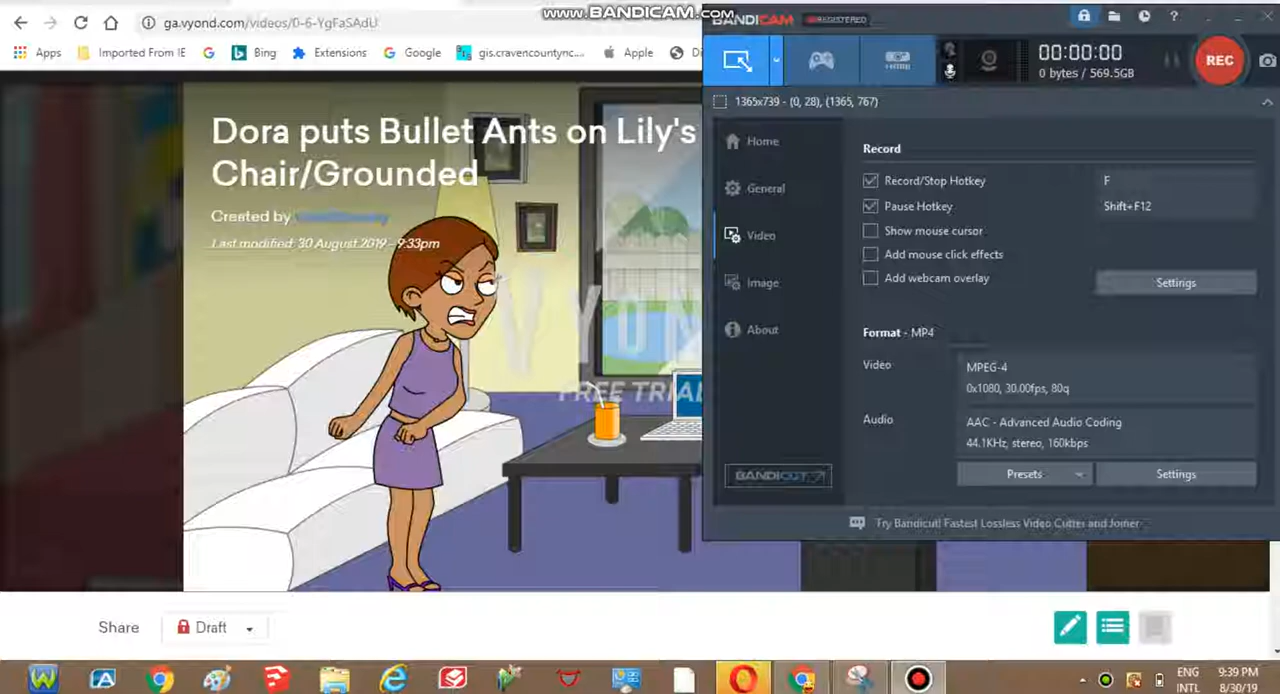 ga.vyond.com/videos/0-6-YgFaSAdU
www.BANDICAM.com
BANDICAM REGISTERED
Apps
Imported From IE
Bing
Extensions
Google
gis.cravencountync....
Apple
00:00:00
0 bytes / 569.5GB
REC
1365x739 - (0, 28), (1365, 767)
Dora puts Bullet Ants on Lily's
Chair/Grounded
Created by
Last modified: 30 August 2019 - 9:33pm
VYOND
FREE TRIAL
Home
General
Video
Image
About
BANDICUT
Record
Record/Stop Hotkey
F
Pause Hotkey
Shift+F12
Show mouse cursor
Add mouse click effects
Add webcam overlay
Settings
Format - MP4
Video
MPEG-4
0x1080, 30.00fps, 80q
Audio
AAC - Advanced Audio Coding
44.1KHz, stereo, 160kbps
Presets
Settings
Try Bandicut! Fastest Lossless Video Cutter and Joiner
Share
Draft
ENG
INTL
9:39 PM
8/30/19